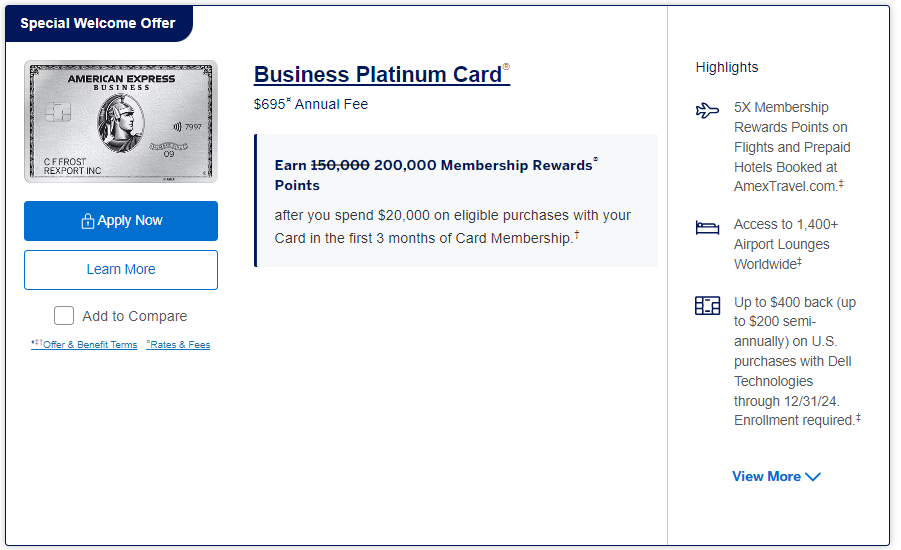 Special Welcome Offer
AMERICAN EXPRESS
BUSINESS
7997
09
C F FROST
REXPORT INC
Apply Now
Learn More
Add to Compare
*‡†Offer & Benefit Terms °Rates & Fees
Business Platinum Card®
$695* Annual Fee
Earn 150,000 200,000 Membership Rewards®
Points
after you spend $20,000 on eligible purchases with your
Card in the first 3 months of Card Membership.†
Highlights
5X Membership
Rewards Points on
Flights and Prepaid
Hotels Booked at
AmexTravel.com.‡
Access to 1,400+
Airport Lounges
Worldwide‡
Up to $400 back (up
to $200 semi-
annually) on U.S.
purchases with Dell
Technologies
through 12/31/24.
Enrollment required.‡
View More